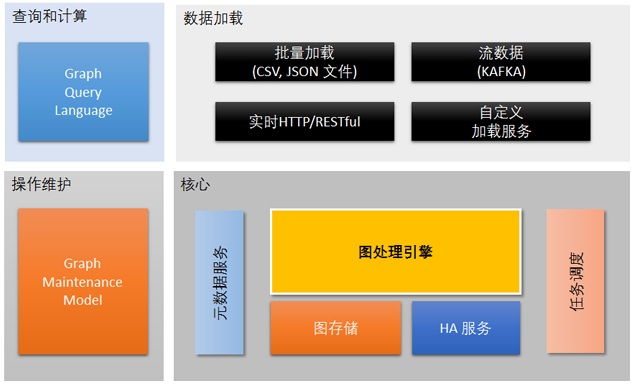 查询和计算
Graph
Query
Language
数据加载
批量加载
(CSV, JSON 文件)
流数据
(KAFKA)
实时HTTP/RESTful
自定义
加载服务
操作维护
Graph
Maintenance
Model
核心
元数据服务
图处理引擎
图存储
HA 服务
任务调度